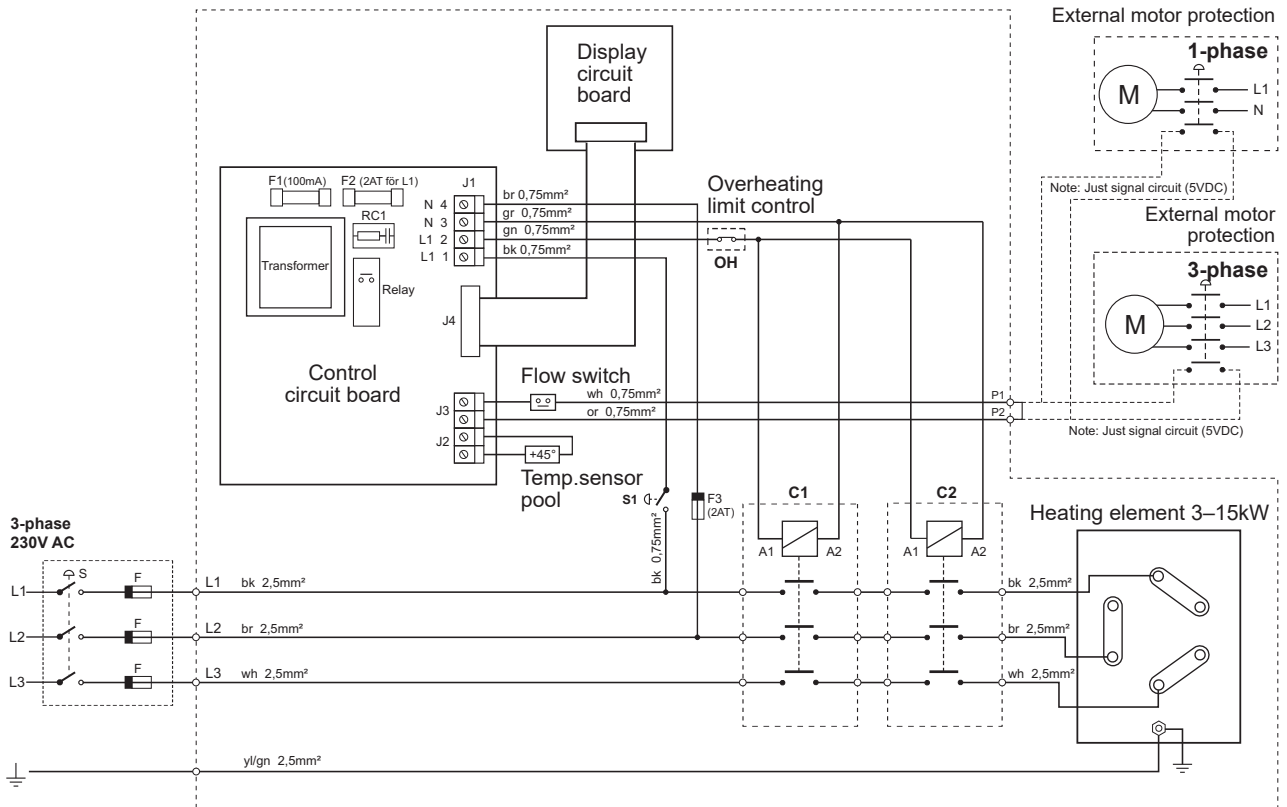 External motor protection
1-phase
M
L1
N
Note: Just signal circuit (5VDC)
External motor
protection
3-phase
M
L1
L2
L3
Note: Just signal circuit (5VDC)
Display
circuit
board
F1(100mA)
F2 (2AT för L1)
J1
RC1
Transformer
Relay
N 4
N 3
L1 2
L1 1
br 0,75mm²
gr 0,75mm²
gn 0,75mm²
bk 0,75mm²
Overheating
limit control
OH
J4
Control
circuit board
Flow switch
J3
wh 0,75mm²
or 0,75mm²
P1
P2
J2
+45°
Temp.sensor
pool
S1
F3
(2AT)
bk 0,75mm²
C1
C2
A1
A2
A1
A2
Heating element 3–15kW
3-phase
230V AC
S
F
L1
L1
bk 2,5mm²
bk 2,5mm²
F
L2
L2
br 2,5mm²
br 2,5mm²
F
L3
L3
wh 2,5mm²
wh 2,5mm²
yl/gn 2,5mm²